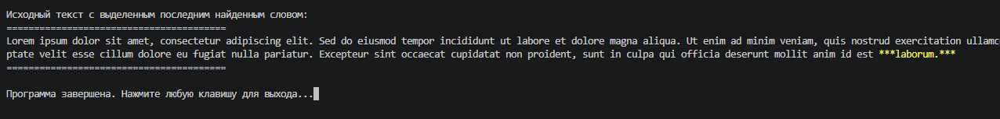 Исходный текст с выделенным последним найденным словом:
========================================
Lorem ipsum dolor sit amet, consectetur adipiscing elit. Sed do eiusmod tempor incididunt ut labore et dolore magna aliqua. Ut enim ad minim veniam, quis nostrud exercitation
ptate velit esse cillum dolore eu fugiat nulla pariatur. Excepteur sint occaecat cupidatat non proident, sunt in culpa qui officia deserunt mollit anim id est ***laborum.***
========================================
Программа завершена. Нажмите любую клавишу для выхода...